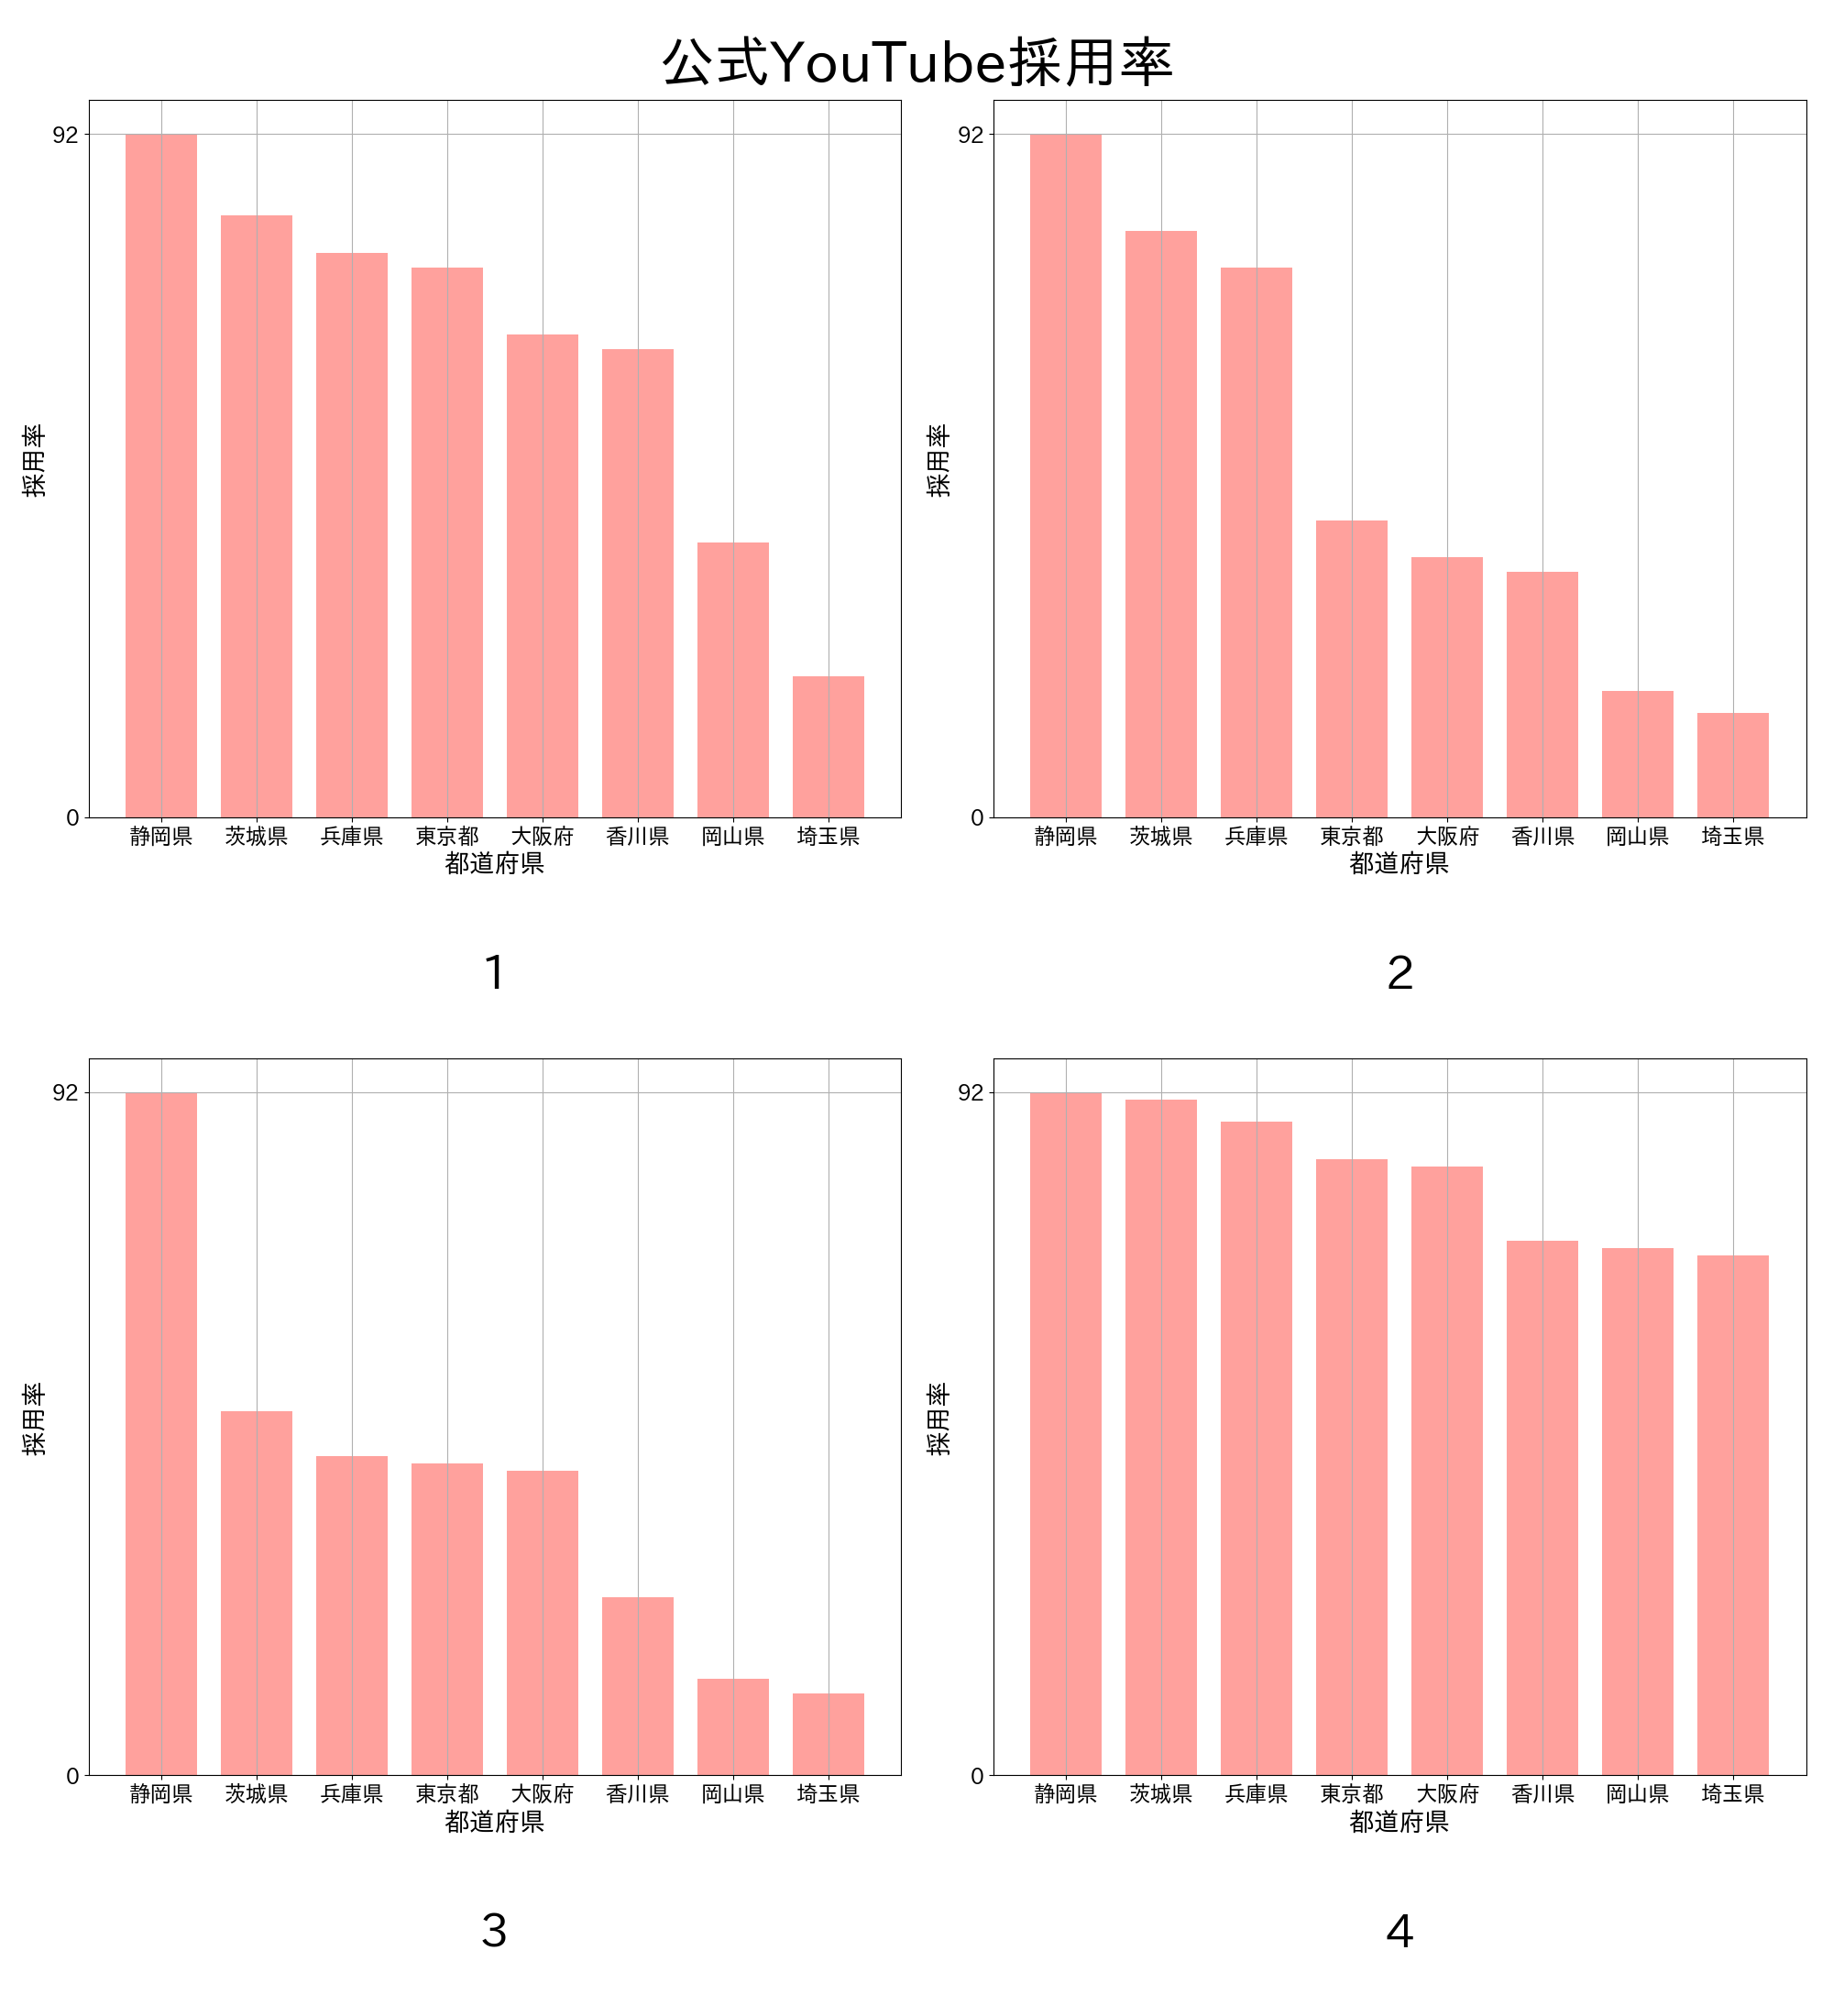 公式YouTube採用率
92
0
採用率
静岡県 茨城県 兵庫県 東京都 大阪府 香川県 岡山県 埼玉県
都道府県
1
92
0
採用率
静岡県 茨城県 兵庫県 東京都 大阪府 香川県 岡山県 埼玉県
都道府県
2
92
0
採用率
静岡県 茨城県 兵庫県 東京都 大阪府 香川県 岡山県 埼玉県
都道府県
3
92
0
採用率
静岡県 茨城県 兵庫県 東京都 大阪府 香川県 岡山県 埼玉県
都道府県
4